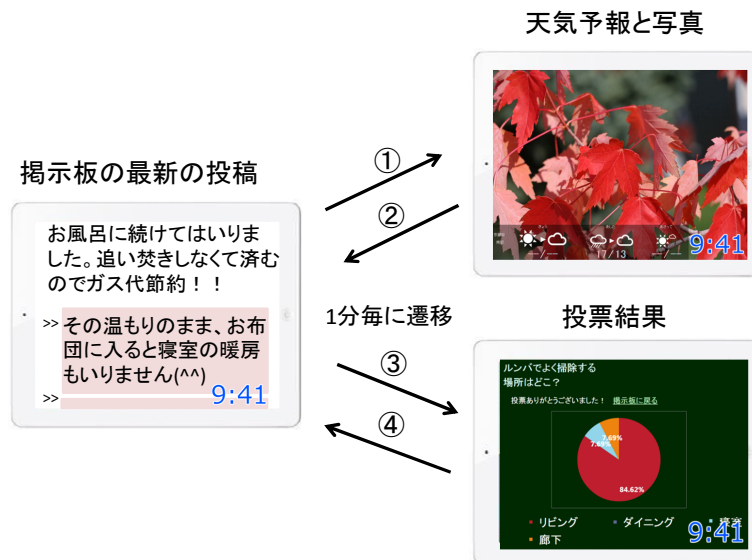 天気予報と写真
9:41
17/13
掲示板の最新の投稿
お風呂に続けてはいりま
した。追い焚きしなくて済む
のでガス代節約！！
>> その温もりのまま、お布
団に入ると寝室の暖房
もいりません(^^)
>>
9:41
①
②
1分毎に遷移
③
④
投票結果
ルンバでよく掃除する
場所はどこ？
投票ありがとうございました！ 掲示板に戻る
7.69%
7.69%
84.62%
リビング ダイニング 寝室
廊下
9:41